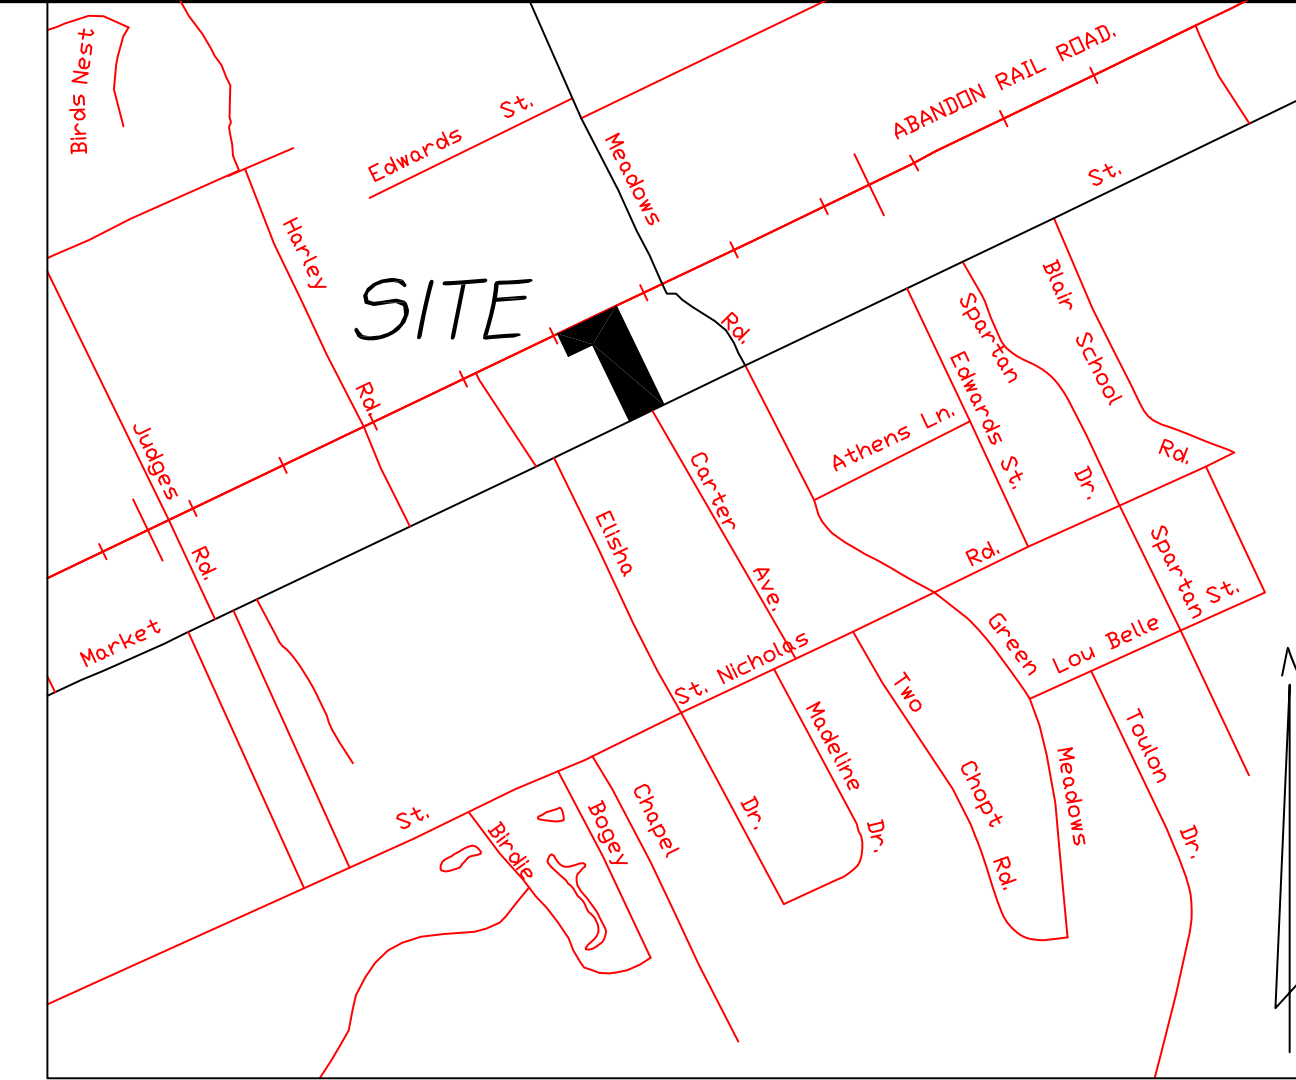 Birds Nest
Edwards St.
ABANDON RAIL ROAD.
Meadows
St.
Harley
SITE
Rd.
Blair School
Spartan
Edwards St.
Rd.
Athens Ln.
Judges
Rd.
Carter
Rd.
Dr.
Elisha
Rd.
Ave.
Rd.
Spartan
St.
Market
Green
Lou Belle
St. Nicholas
Two
Madeline
Toulon
Meadows
Chopt
St.
Birdie
Bogey
Chapel
Dr.
Dr.
Dr.
Rd.